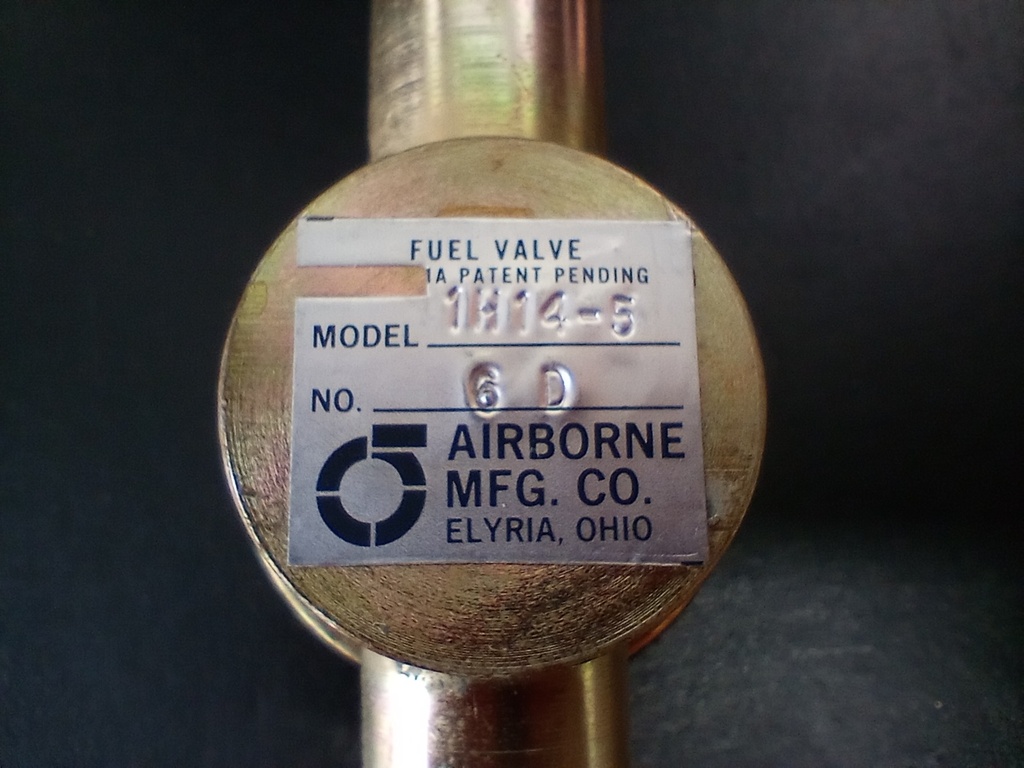 FUEL VALVE
PATENT PENDING
MODEL 1H14-5
NO. 6 D
AIRBORNE
MFG. CO.
ELYRIA, OHIO